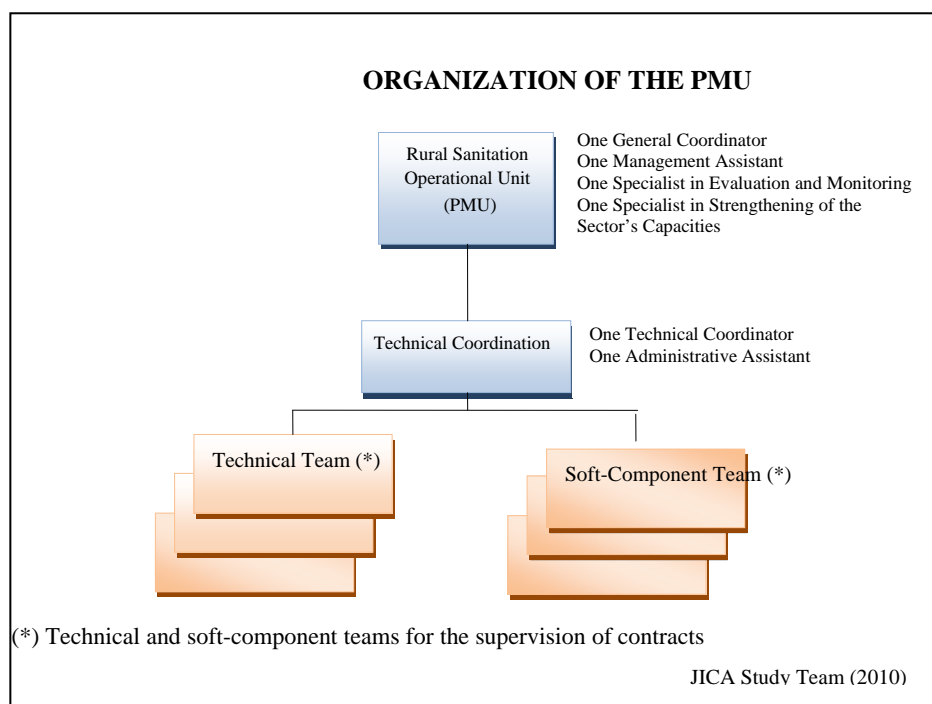 ORGANIZATION OF THE PMU
Rural Sanitation
Operational Unit
(PMU)
One General Coordinator
One Management Assistant
One Specialist in Evaluation and Monitoring
One Specialist in Strengthening of the
Sector's Capacities
Technical Coordination
One Technical Coordinator
One Administrative Assistant
Technical Team (*)
Soft-Component Team (*)
(*) Technical and soft-component teams for the supervision of contracts
JICA Study Team (2010)